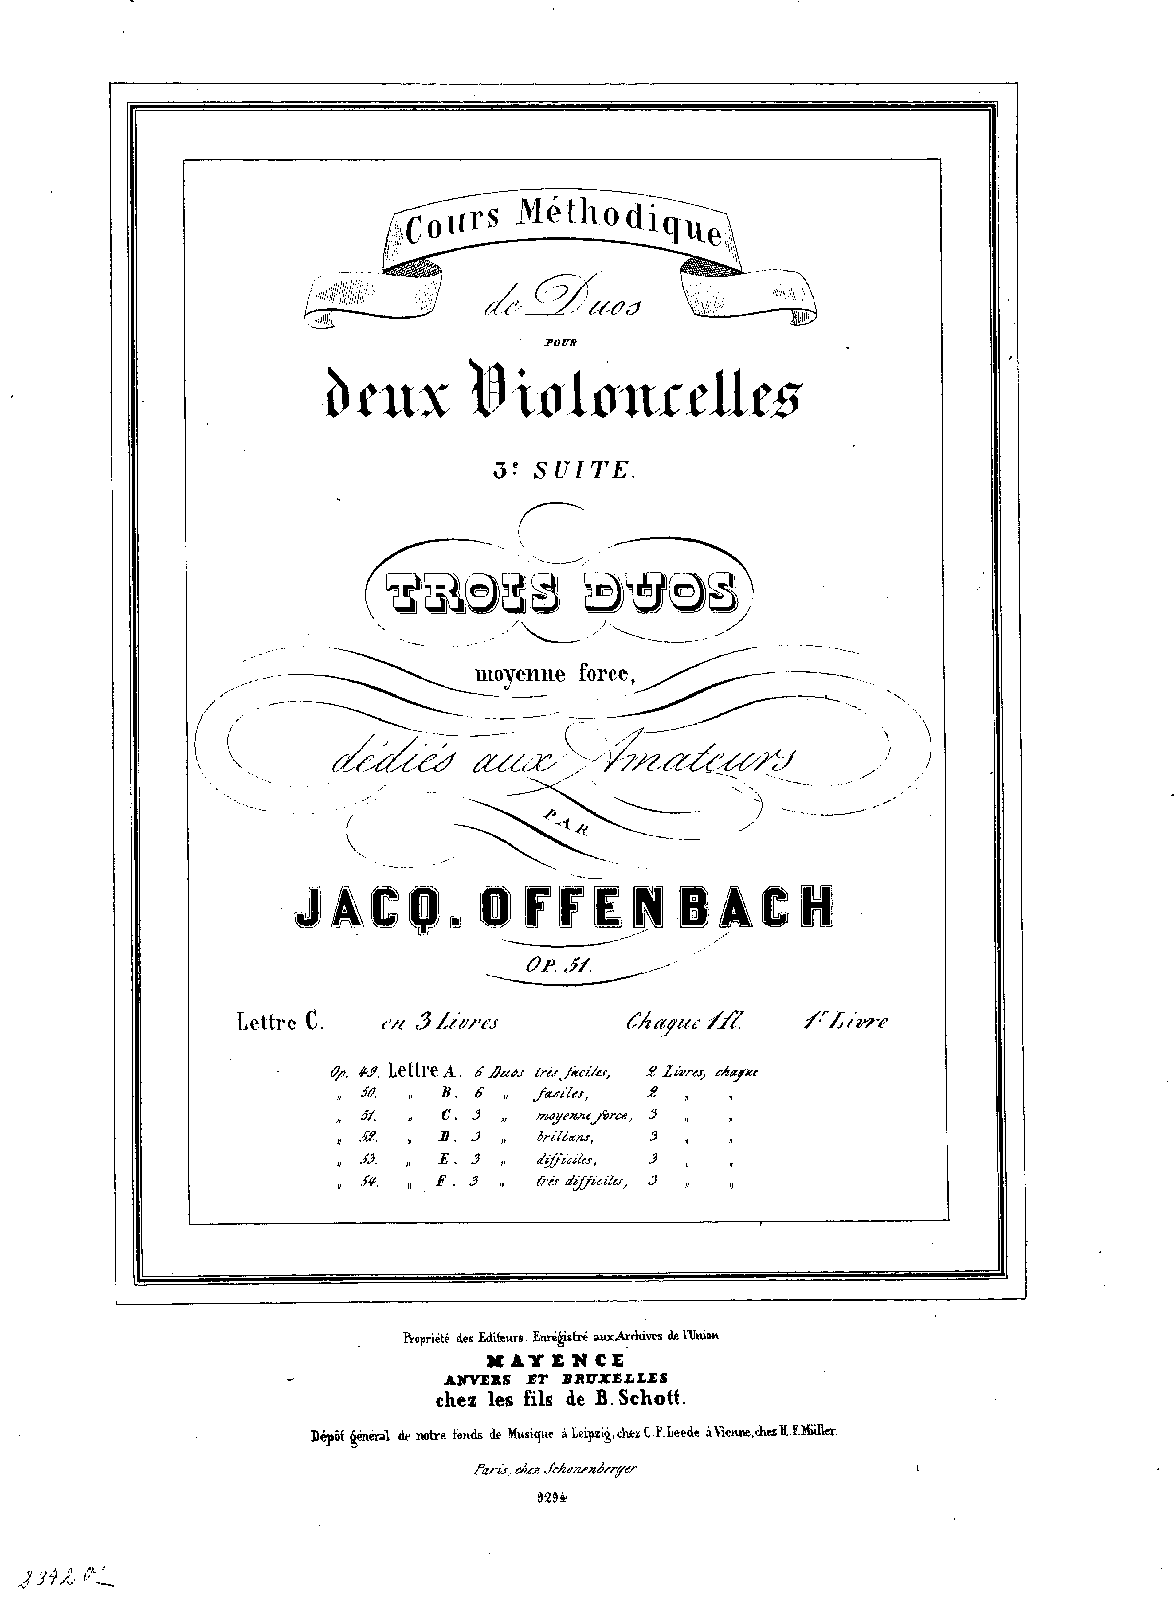 Cours Méthodique
de Duos
POUR
deux Violoncelles
3e SUITE.
TROIS DUOS
moyenne force,
dédiés aux Amateurs
PAR
JACQ. OFFENBACH
OP. 51.
Lettre C. en 3 Livres Chaque 1 fl. 1r Livre
Op. 49. Lettre A. 6 Duos très faciles, 2 Livres, chaque
„ 50. „ B. 6 „ faciles, 2 „ „
„ 51. „ C. 3 „ moyenne force, 3 „ „
„ 52. „ D. 3 „ brillans, 3 „ „
„ 53. „ E. 3 „ difficiles, 3 „ „
„ 54. „ F. 3 „ très difficiles, 3 „ „
Propriété des Editeurs. Enregistré aux Archives de l'Union
MAYENCE
ANVERS ET BRUXELLES
chez les fils de B. Schott.
Dépôt général de notre fonds de Musique à Leipzig, chez C. F. Leede à Vienne, chez H. F. Müller.
Paris, chez Schonenberger
9294